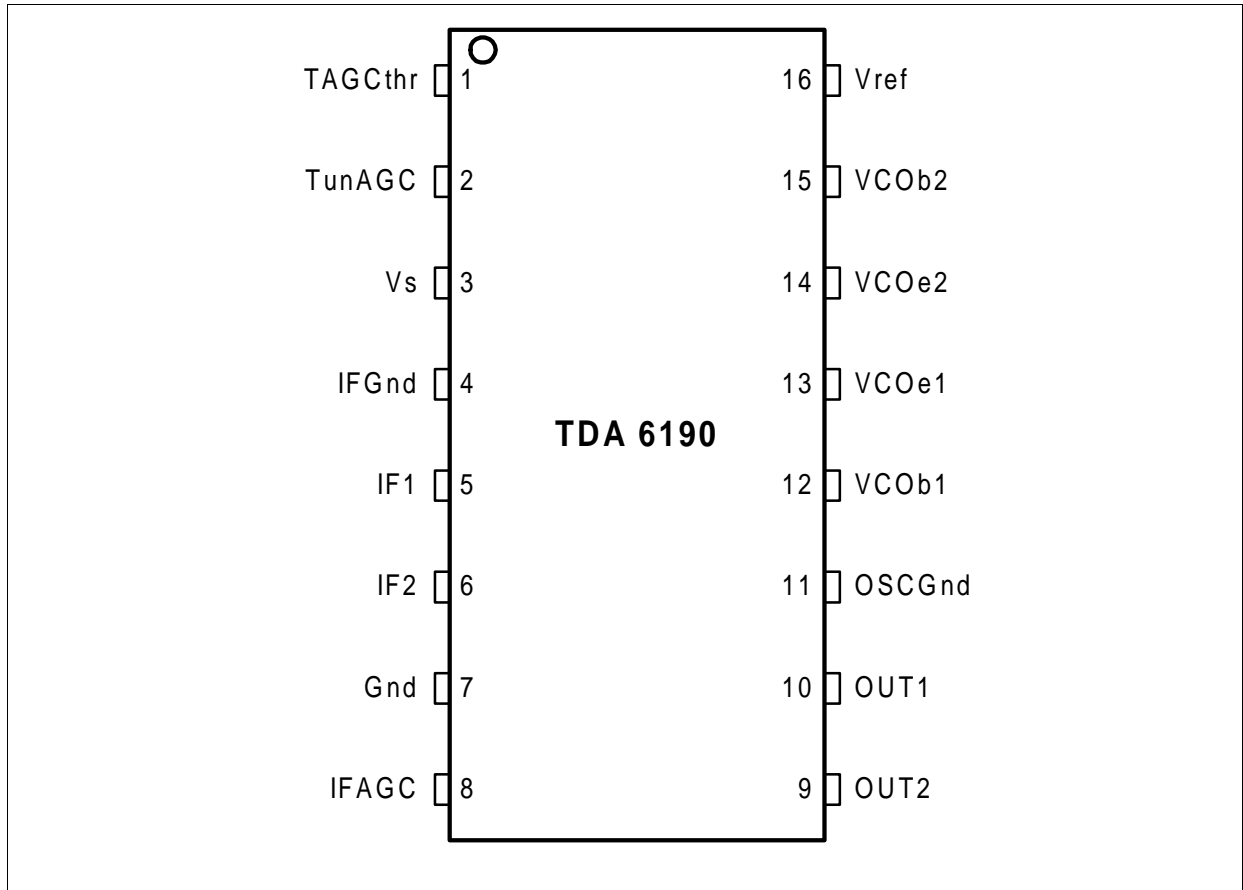 TAGCthr 1 16 Vref
TunAGC 2 15 VCOb2
Vs 3 14 VCOe2
IFGnd 4 13 VCOe1
TDA 6190
IF1 5 12 VCOb1
IF2 6 11 OSCGnd
Gnd 7 10 OUT1
IFAGC 8 9 OUT2